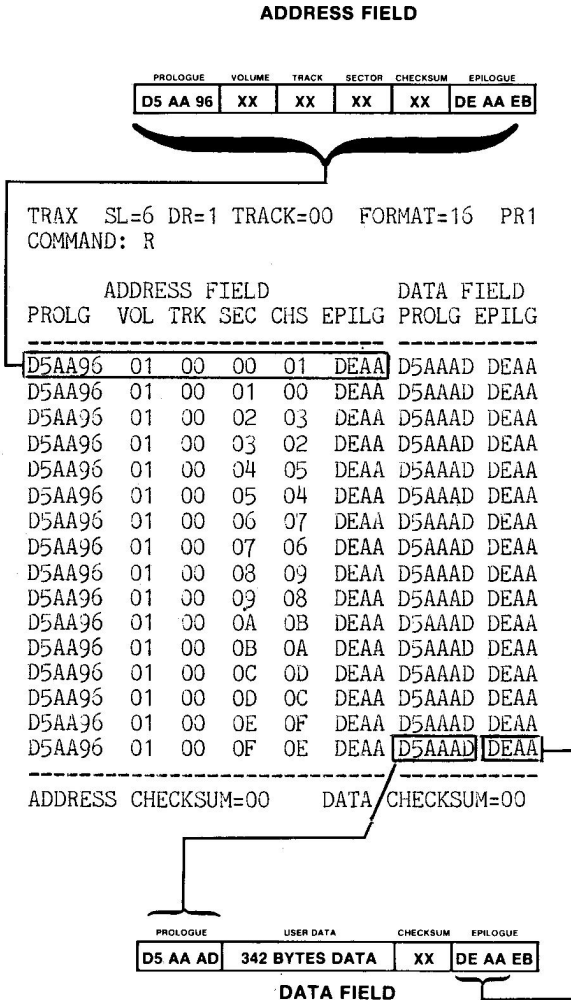 ADDRESS FIELD
PROLOGUE VOLUME TRACK SECTOR CHECKSUM EPILOGUE
D5 AA 96 XX XX XX XX DE AA EB
TRAX SL=6 DR=1 TRACK=00 FORMAT=16 PR1
COMMAND: R
ADDRESS FIELD DATA FIELD
PROLG VOL TRK SEC CHS EPILG PROLG EPILG
D5AA96 01 00 00 01 DEAA D5AAAD DEAA
D5AA96 01 00 01 00 DEAA D5AAAD DEAA
D5AA96 01 00 02 03 DEAA D5AAAD DEAA
D5AA96 01 00 03 02 DEAA D5AAAD DEAA
D5AA96 01 00 04 05 DEAA D5AAAD DEAA
D5AA96 01 00 05 04 DEAA D5AAAD DEAA
D5AA96 01 00 06 07 DEAA D5AAAD DEAA
D5AA96 01 00 07 06 DEAA D5AAAD DEAA
D5AA96 01 00 08 09 DEAA D5AAAD DEAA
D5AA96 01 00 09 08 DEAA D5AAAD DEAA
D5AA96 01 00 0A 0B DEAA D5AAAD DEAA
D5AA96 01 00 0B 0A DEAA D5AAAD DEAA
D5AA96 01 00 0C 0D DEAA D5AAAD DEAA
D5AA96 01 00 0D 0C DEAA D5AAAD DEAA
D5AA96 01 00 0E 0F DEAA D5AAAD DEAA
D5AA96 01 00 0F 0E DEAA D5AAAD DEAA
ADDRESS CHECKSUM=00 DATA CHECKSUM=00
PROLOGUE USER DATA CHECKSUM EPILOGUE
D5 AA AD 342 BYTES DATA XX DE AA EB
DATA FIELD